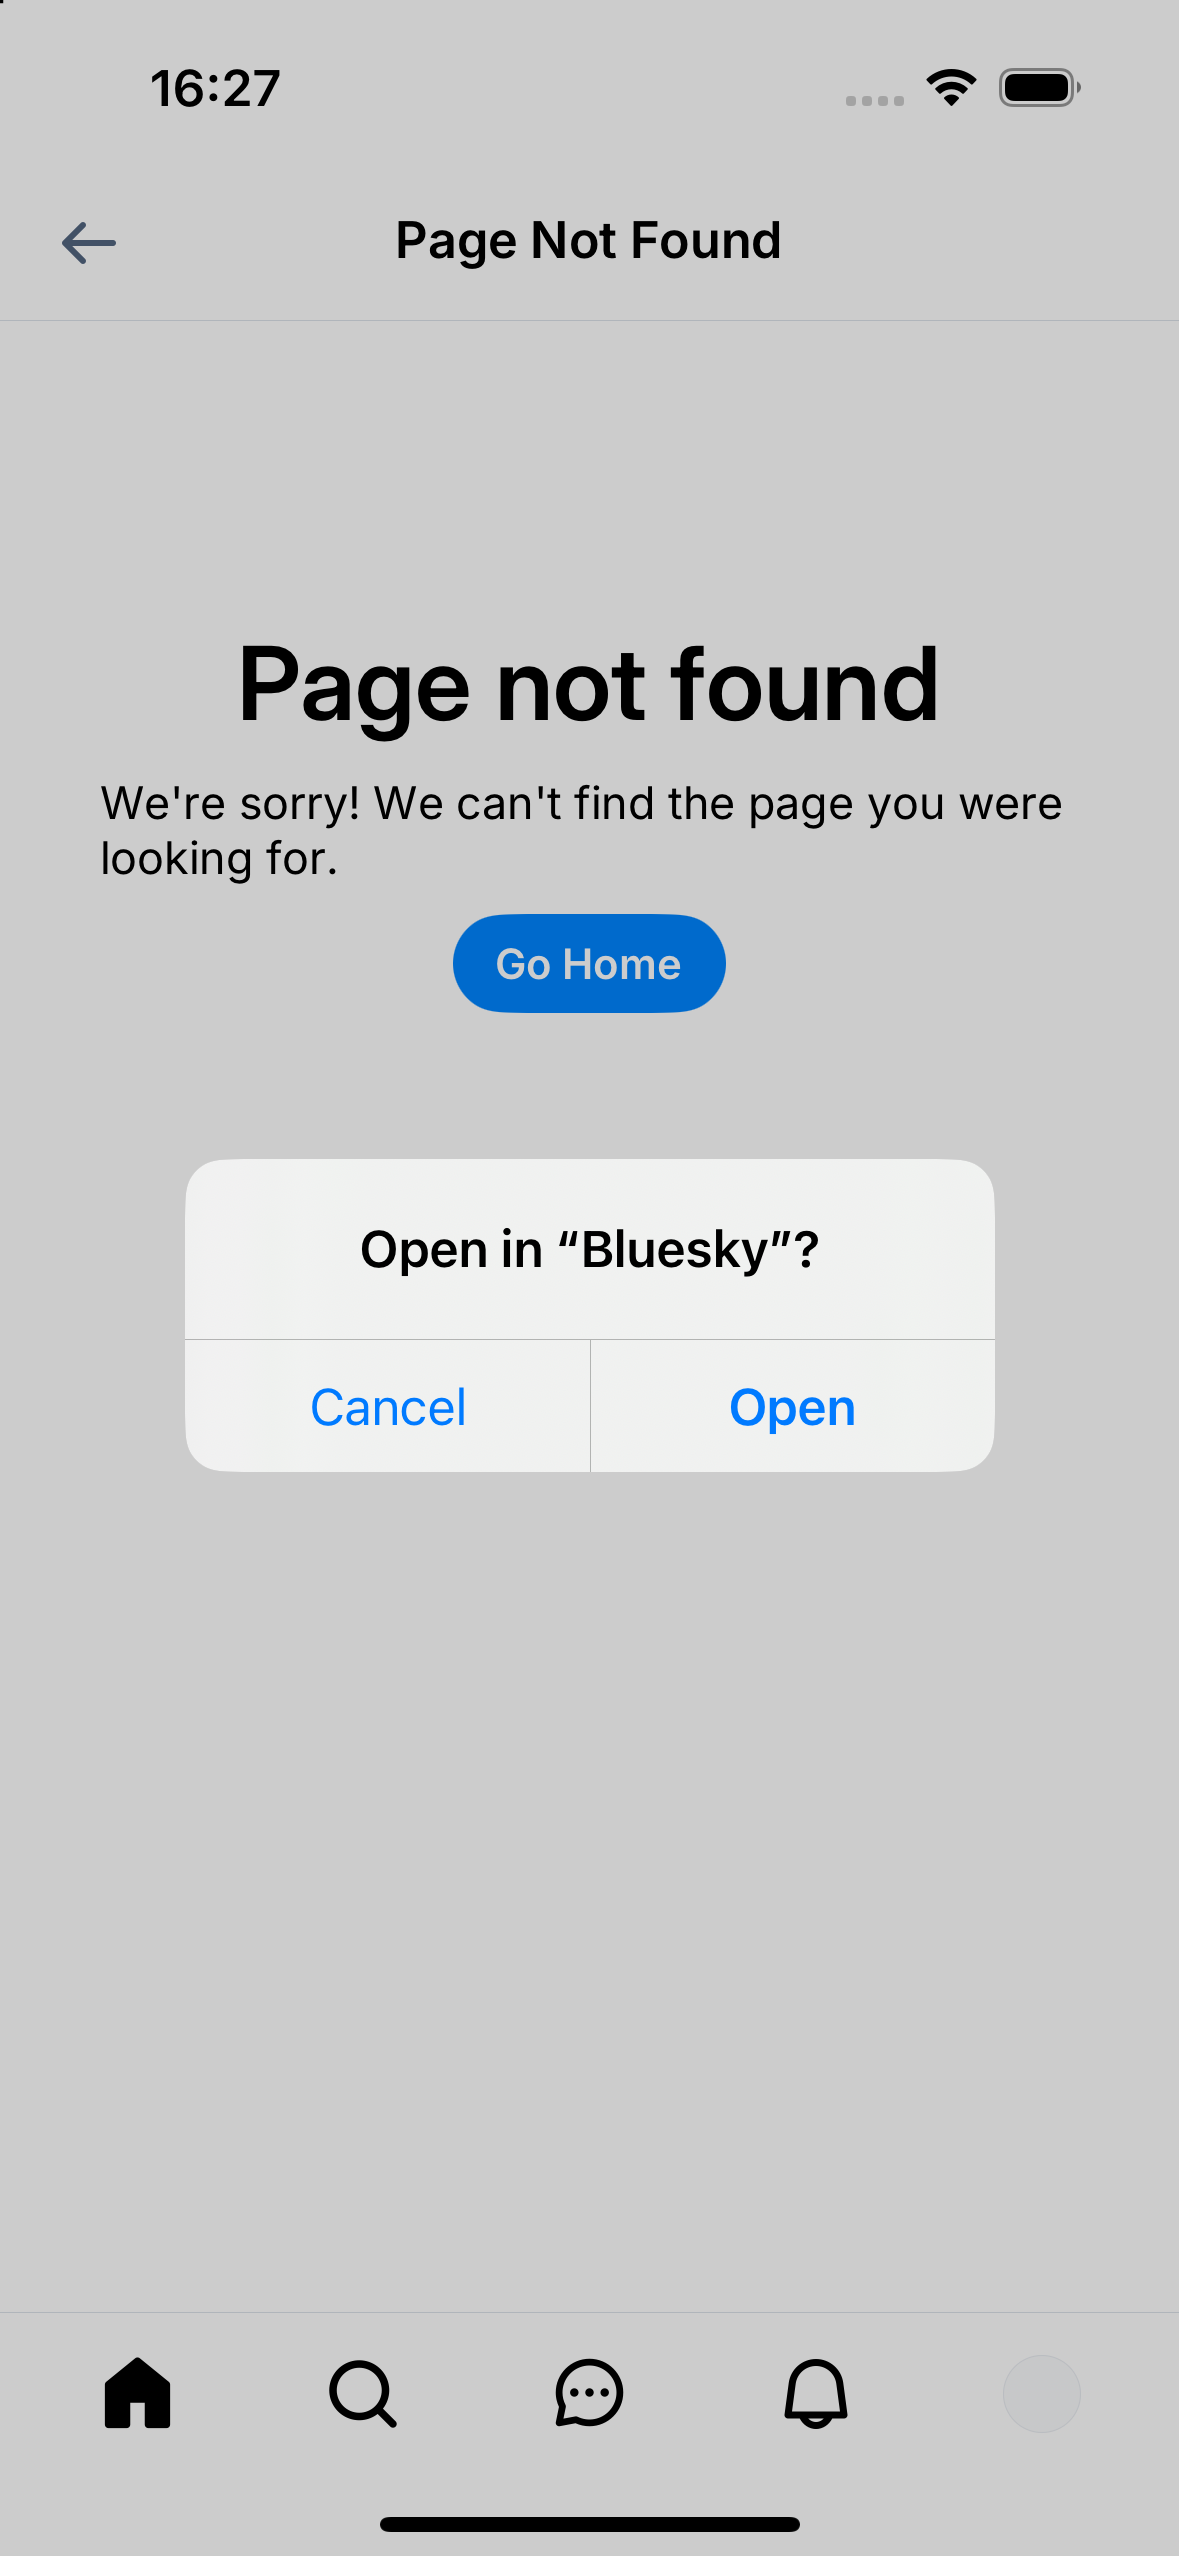 16:27
Page Not Found
Page not found
We're sorry! We can't find the page you were
looking for.
Go Home
Open in “Bluesky”?
Cancel
Open